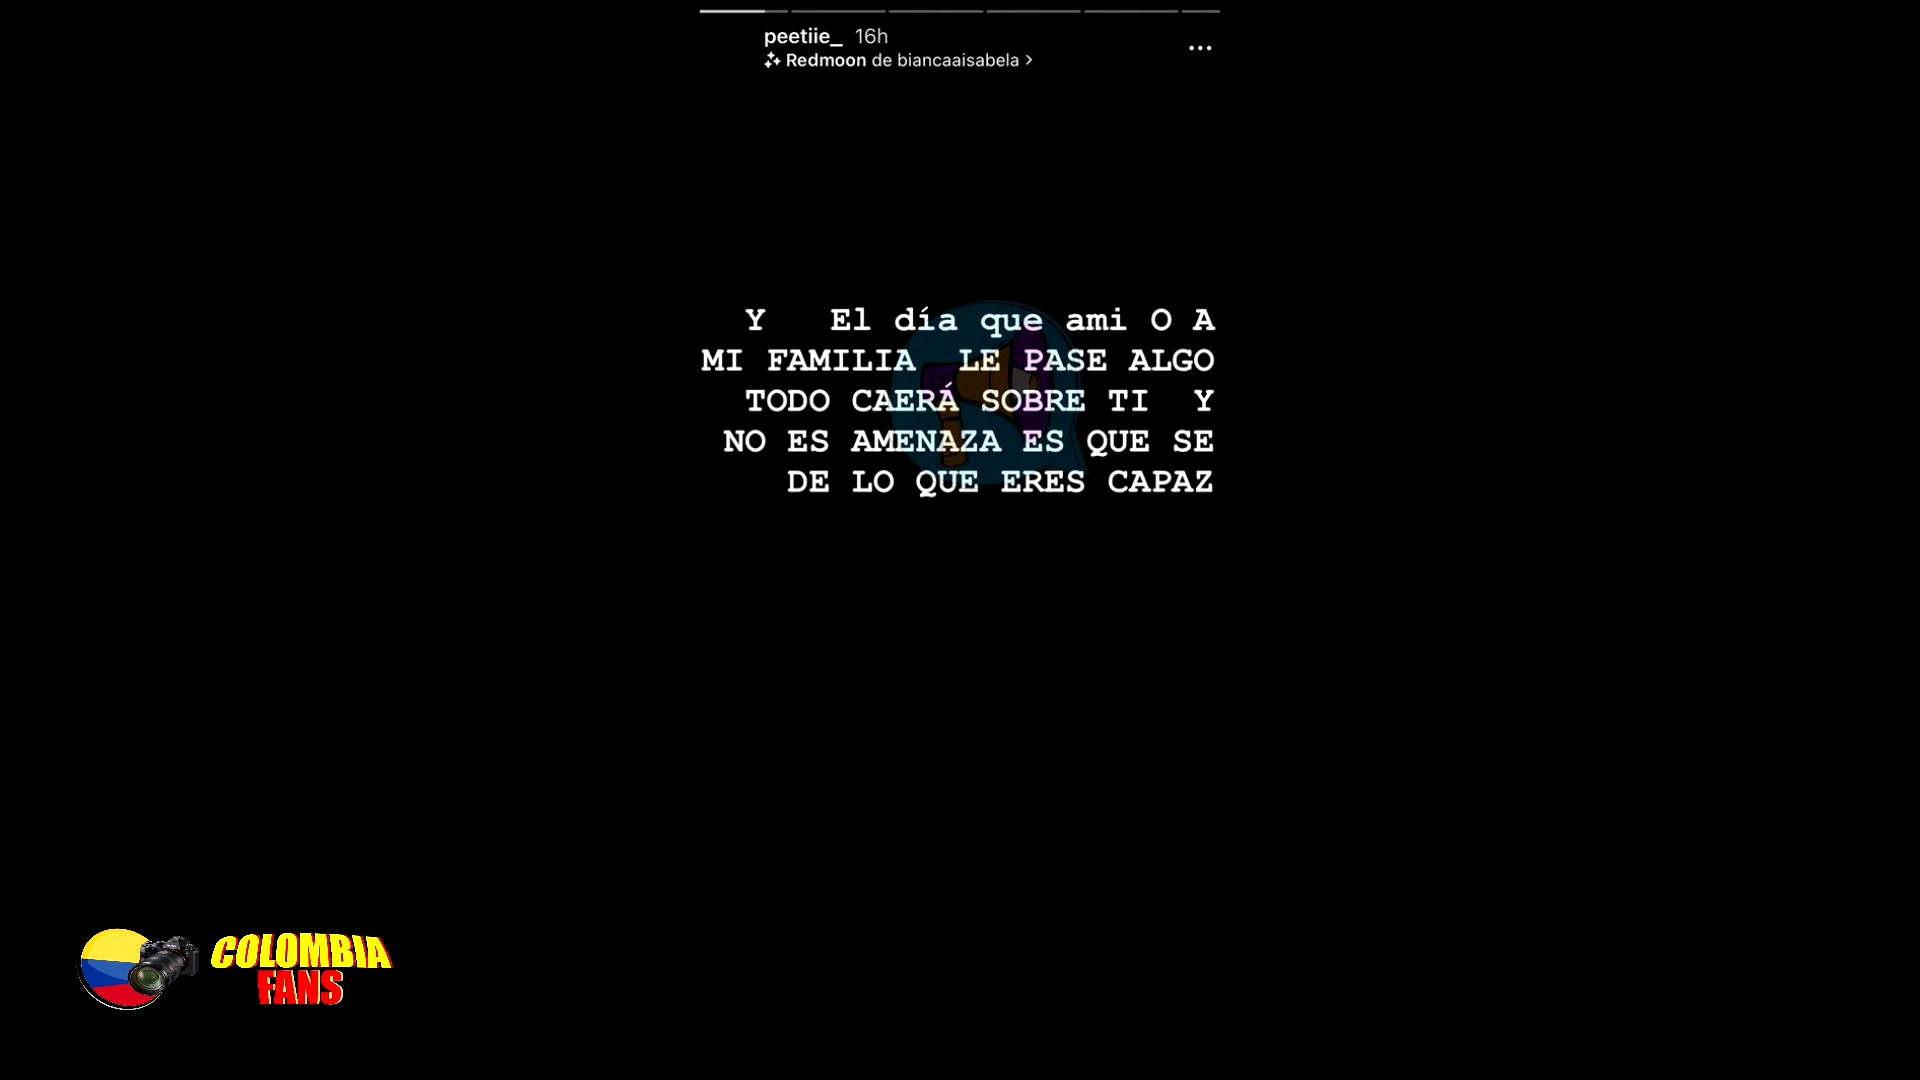 peetiie_ 16h
Redmoon de biancaaisabela >
Y El día que ami O A
MI FAMILIA LE PASE ALGO
TODO CAERÁ SOBRE TI Y
NO ES AMENAZA ES QUE SE
DE LO QUE ERES CAPAZ
COLOMBIA
FANS